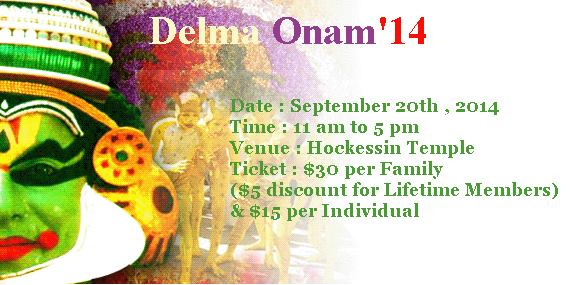 Delma Onam'14
Date : September 20th , 2014
Time : 11 am to 5 pm
Venue : Hockessin Temple
Ticket : $30 per Family
($5 discount for Lifetime Members)
& $15 per Individual